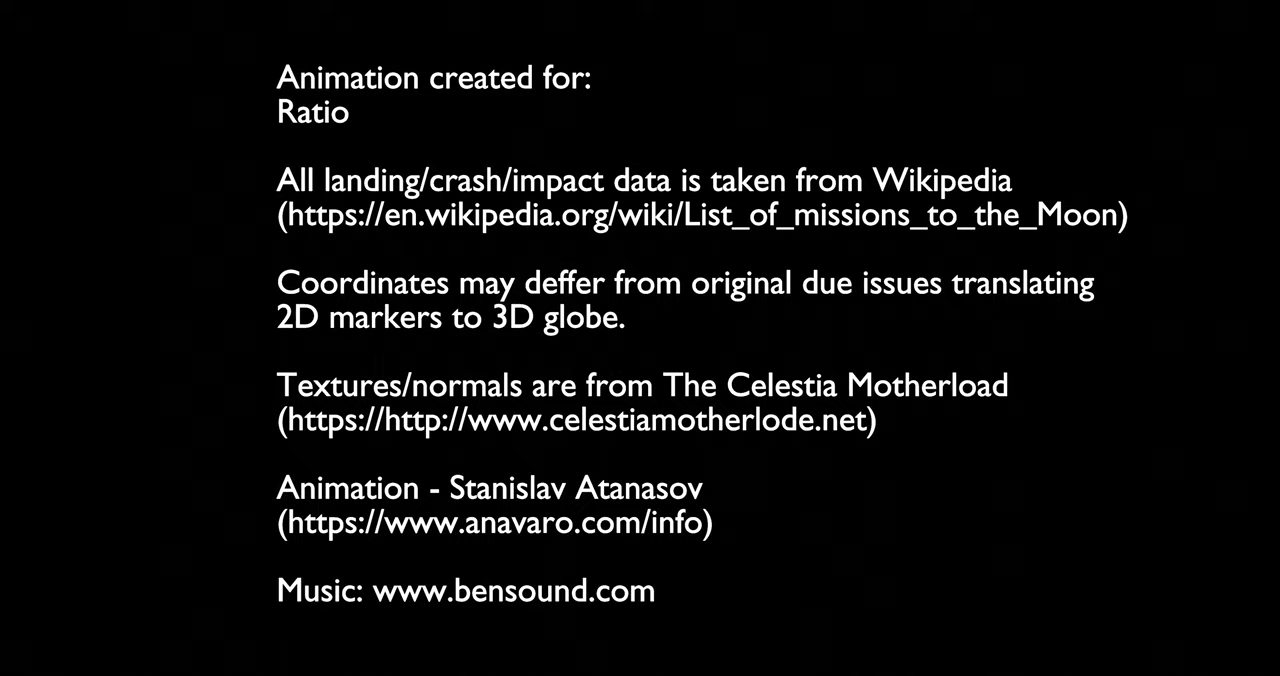 Animation created for:
Ratio
All landing/crash/impact data is taken from Wikipedia
(https://en.wikipedia.org/wiki/List_of_missions_to_the_Moon)
Coordinates may deffer from original due issues translating
2D markers to 3D globe.
Textures/normals are from The Celestia Motherload
(https://http://www.celestiamotherlode.net)
Animation - Stanislav Atanasov
(https://www.anavaro.com/info)
Music: www.bensound.com